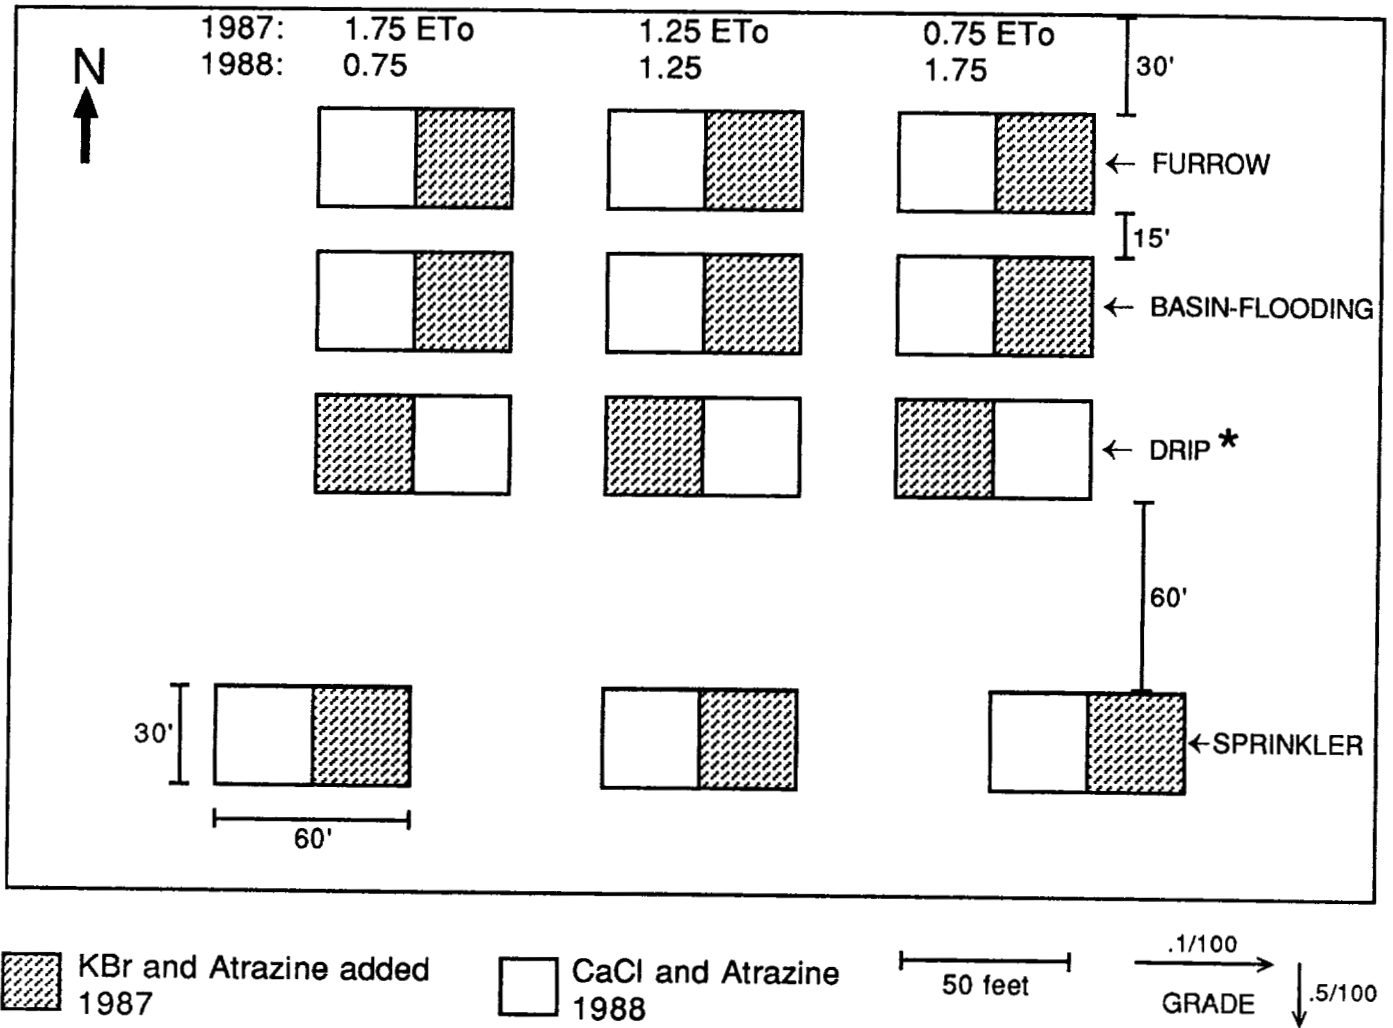 1987: 1.75 ETo 1.25 ETo 0.75 ETo
1988: 0.75 1.25 1.75
N
30'
FURROW
15'
BASIN-FLOODING
DRIP *
60'
30'
SPRINKLER
60'
KBr and Atrazine added
1987
CaCl and Atrazine
1988
50 feet
.1/100
GRADE
.5/100